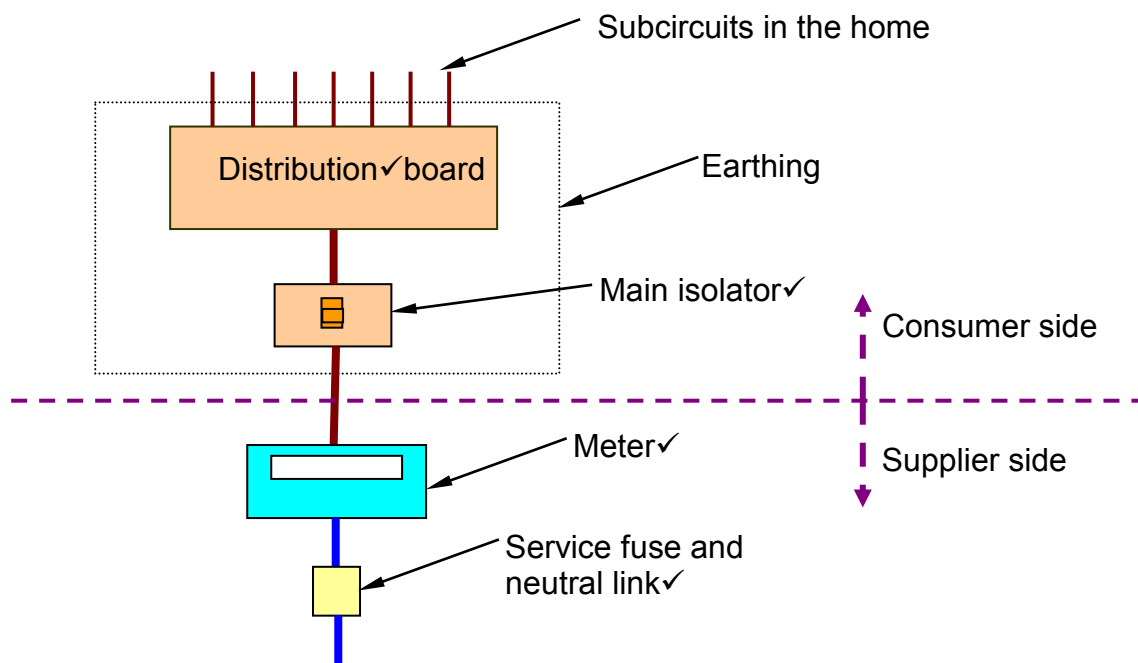 Subcircuits in the home
Distribution✓board
Earthing
Main isolator✓
Consumer side
Meter✓
Supplier side
Service fuse and
neutral link✓